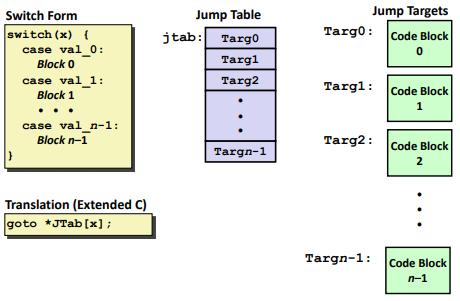 Switch Form
switch(x) {
case val_0:
Block 0
case val_1:
Block 1
• • •
case val_n-1:
Block n–1
}
Translation (Extended C)
goto *JTab[x];
Jump Table
jtab:
Targ0
Targ1
Targ2
•
•
•
Targn-1
Jump Targets
Targ0:
Code Block
0
Targ1:
Code Block
1
Targ2:
Code Block
2
•
•
•
Targn-1:
Code Block
n–1